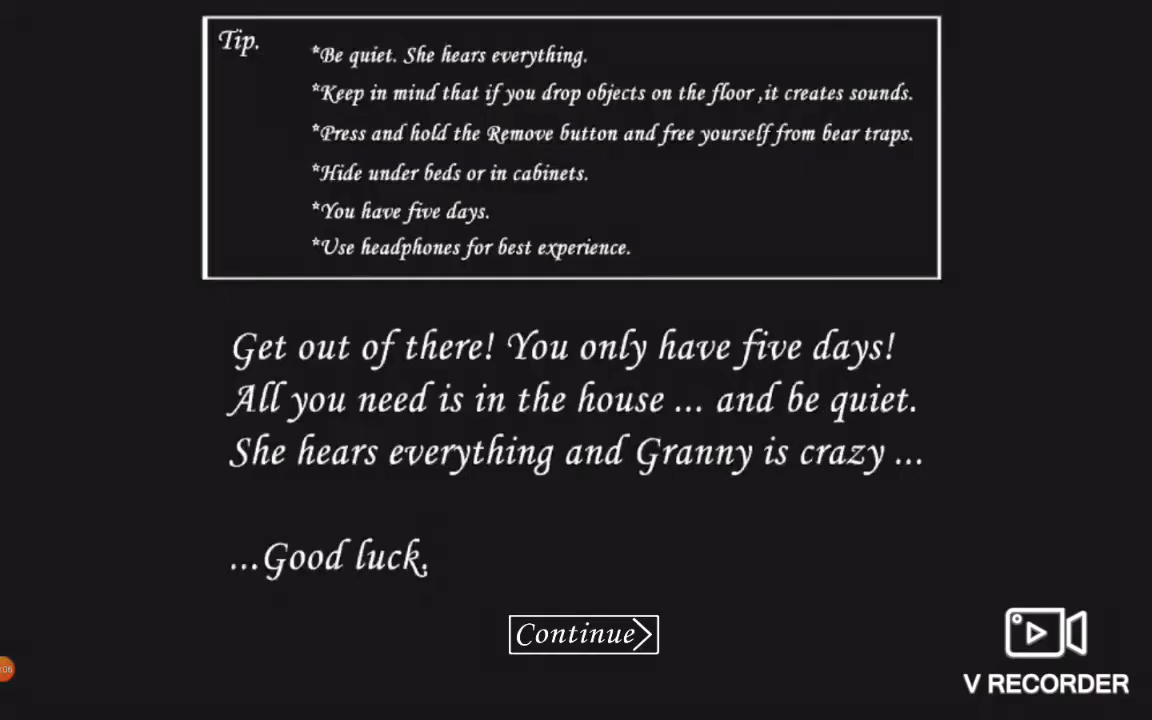 Tip.
*Be quiet. She hears everything.
*Keep in mind that if you drop objects on the floor ,it creates sounds.
*Press and hold the Remove button and free yourself from bear traps.
*Hide under beds or in cabinets.
*You have five days.
*Use headphones for best experience.
Get out of there! You only have five days!
All you need is in the house ... and be quiet.
She hears everything and Granny is crazy ...
...Good luck.
Continue
:06
V RECORDER